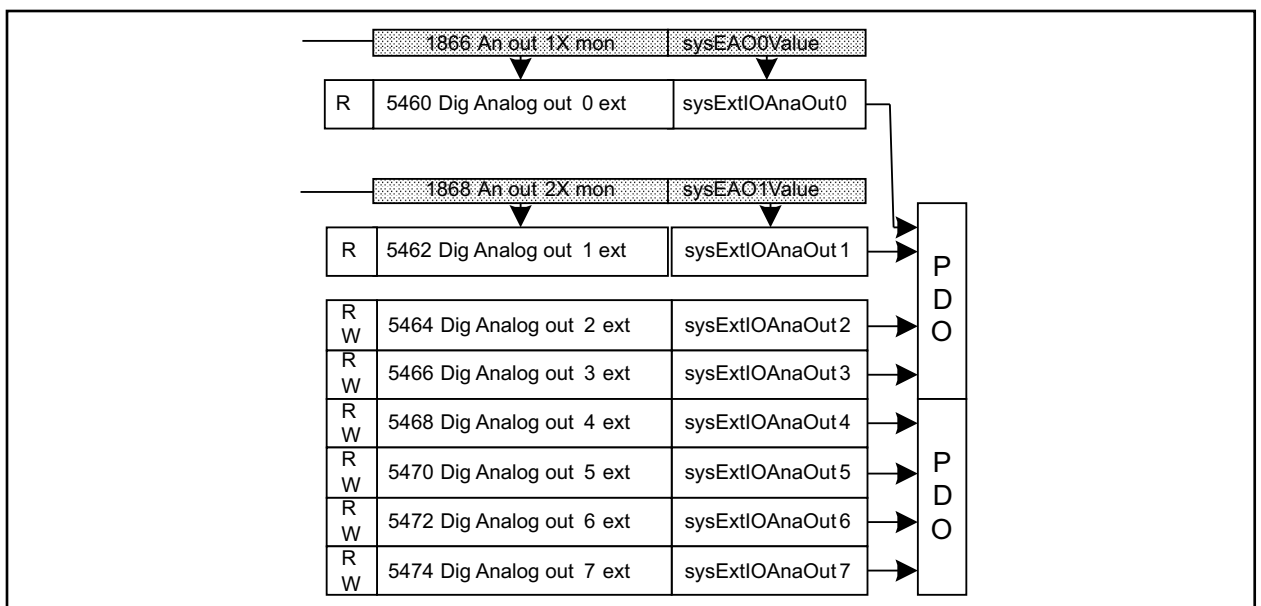 1866 An out 1X mon sysEAO0Value
R 5460 Dig Analog out 0 ext sysExtIOAnaOut0
1868 An out 2X mon sysEAO1Value
R 5462 Dig Analog out 1 ext sysExtIOAnaOut1
R W 5464 Dig Analog out 2 ext sysExtIOAnaOut2
R W 5466 Dig Analog out 3 ext sysExtIOAnaOut3
PDO
R W 5468 Dig Analog out 4 ext sysExtIOAnaOut4
R W 5470 Dig Analog out 5 ext sysExtIOAnaOut5
R W 5472 Dig Analog out 6 ext sysExtIOAnaOut6
R W 5474 Dig Analog out 7 ext sysExtIOAnaOut7
PDO